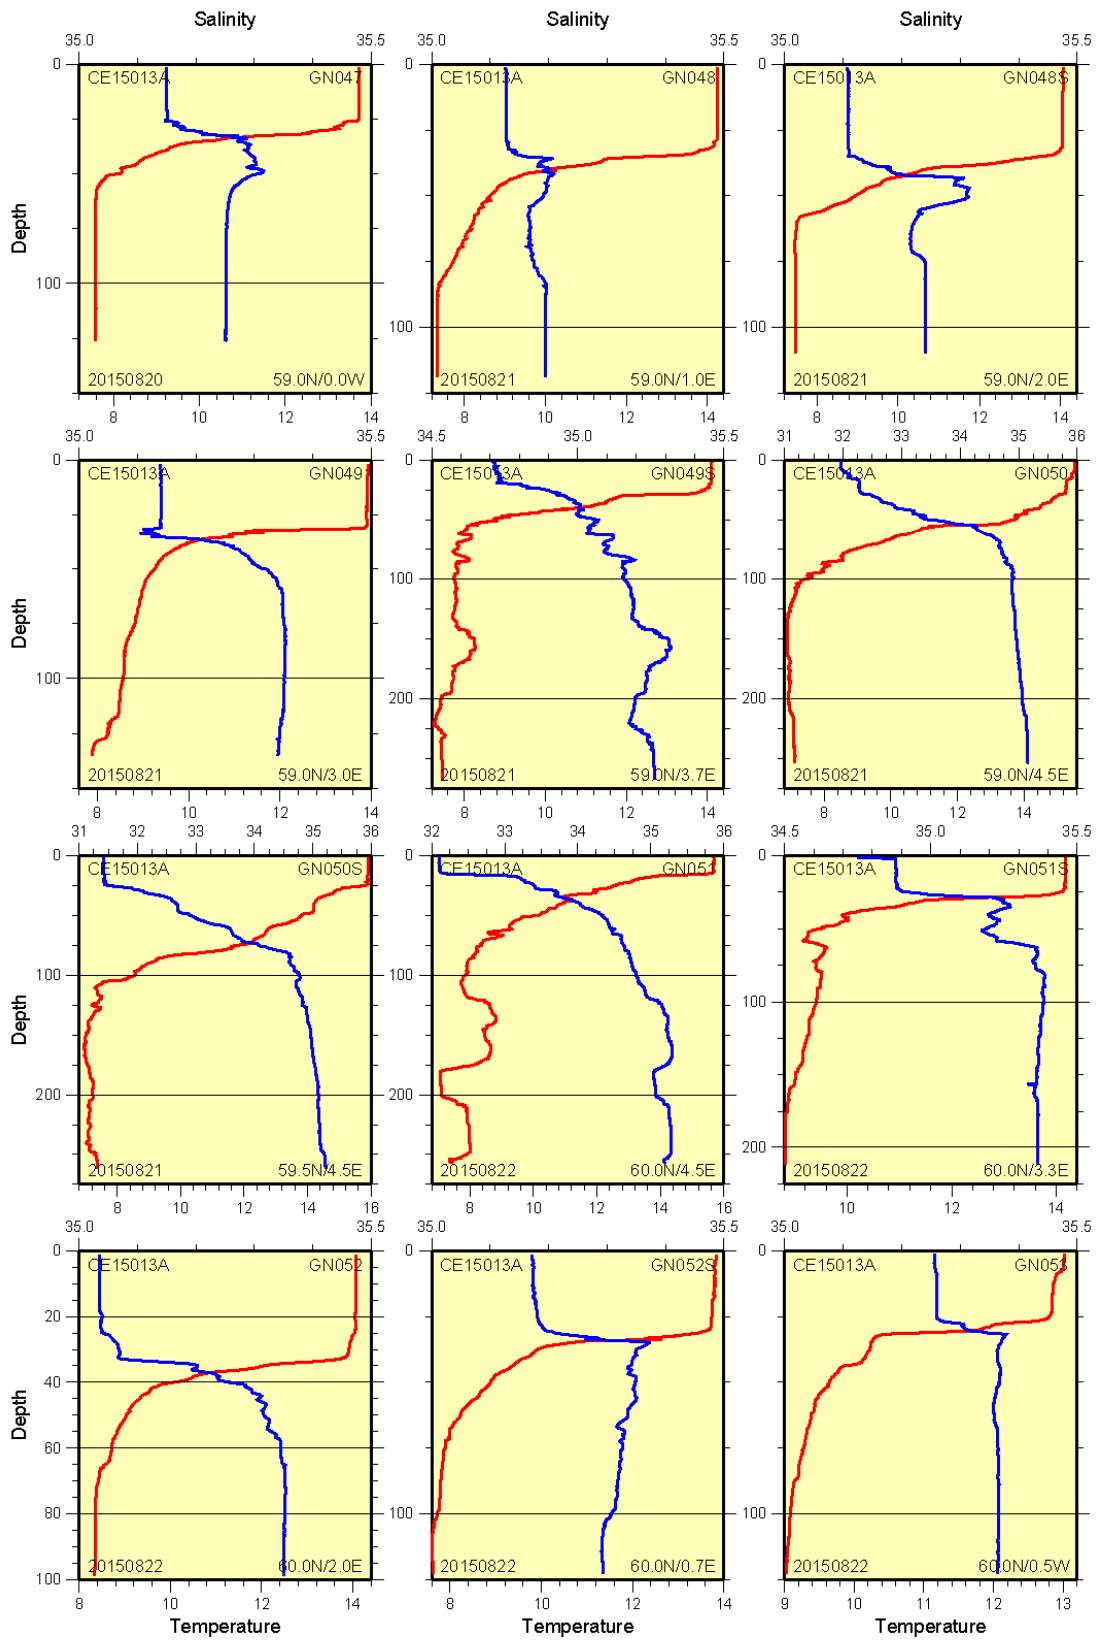 Salinity Salinity Salinity
35.0 35.5 35.0 35.5 35.0 35.5
0 CE15013A GN047 CE15013A GN048 0 CE15013A GN048S
Depth
100 100 100
20150820 59.0N/0.0W 20150821 59.0N/1.0E 20150821 59.0N/2.0E
8 10 12 14 8 10 12 14 8 10 12 14
35.0 35.5 34.5 35.0 35.5 31 32 33 34 35 36
0 CE15013A GN049 0 CE15013A GN049S 0 CE15013A GN050
Depth
100 100 100
200 200
20150821 59.0N/3.0E 20150821 59.0N/3.7E 20150821 59.0N/4.5E
8 10 12 14 8 10 12 14 8 10 12 14
31 32 33 34 35 36 32 33 34 35 36 34.5 35.0 35.5
0 CE15013A GN050S CE15013A GN051 0 CE15013A GN051S
Depth
100 100
200 200
20150821 59.5N/4.5E 20150822 60.0N/4.5E 20150822 60.0N/3.3E
8 10 12 14 16 8 10 12 14 16 10 12 14
35.0 35.5 35.0 35.5 35.0 35.5
0 CE15013A GN052 0 CE15013A GN052S 0 CE15013A GN053
20
40
Depth
60
80 100 100
20150822 60.0N/2.0E 20150822 60.0N/0.7E 20150822 60.0N/0.5W
100
8 10 12 14 8 10 12 14 9 10 11 12 13
Temperature Temperature Temperature